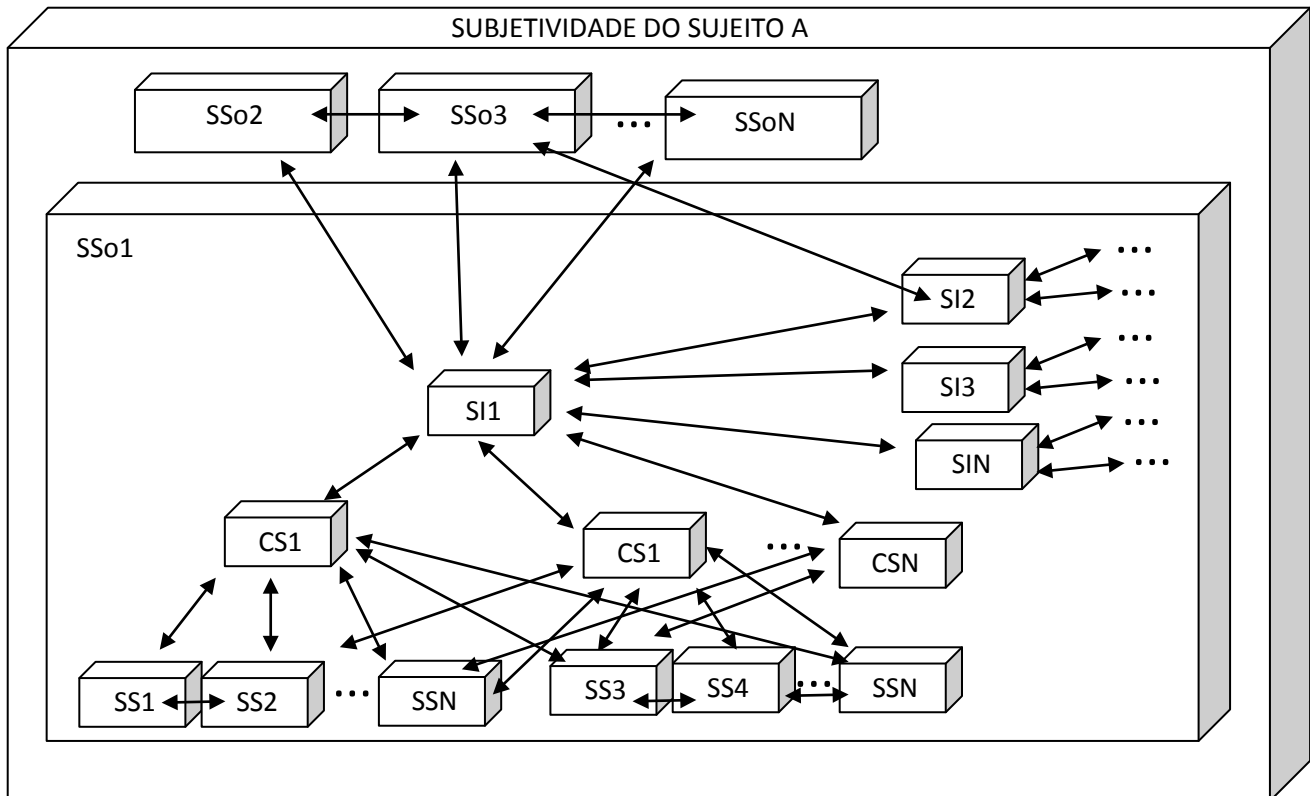 SUBJETIVIDADE DO SUJEITO A
SSo2 SSo3 ... SSoN
SSo1
...
SI2 ...
...
SI3 ...
SI1
...
SIN ...
CS1 CS1 ... CSN
SS1 SS2 ... SSN SS3 SS4 ... SSN